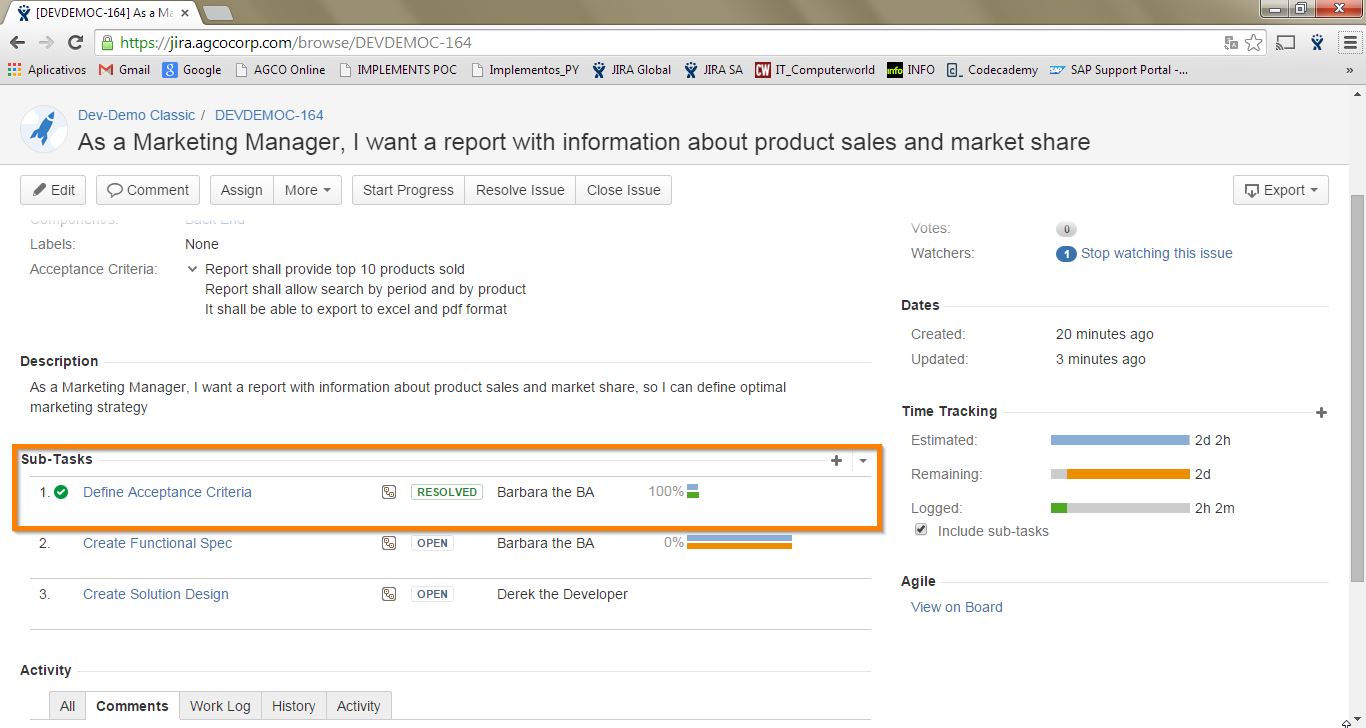 [DEVDEMOC-164] As a Ma
https://jira.agcocorp.com/browse/DEVDEMOC-164
Aplicativos Gmail Google AGCO Online IMPLEMENTS POC Implementos_PY JIRA Global JIRA SA CW IT_Computerworld info INFO Codecademy SAP Support Portal -... »
Dev-Demo Classic / DEVDEMOC-164
As a Marketing Manager, I want a report with information about product sales and market share
Edit Comment Assign More Start Progress Resolve Issue Close Issue Export
Component/s: Back End
Labels: None
Acceptance Criteria: Report shall provide top 10 products sold
Report shall allow search by period and by product
It shall be able to export to excel and pdf format
Description
As a Marketing Manager, I want a report with information about product sales and market share, so I can define optimal
marketing strategy
Sub-Tasks
1. Define Acceptance Criteria RESOLVED Barbara the BA 100%
2. Create Functional Spec OPEN Barbara the BA 0%
3. Create Solution Design OPEN Derek the Developer
Activity
All Comments Work Log History Activity
Votes: 0
Watchers: 1 Stop watching this issue
Dates
Created: 20 minutes ago
Updated: 3 minutes ago
Time Tracking
Estimated: 2d 2h
Remaining: 2d
Logged: 2h 2m
Include sub-tasks
Agile
View on Board